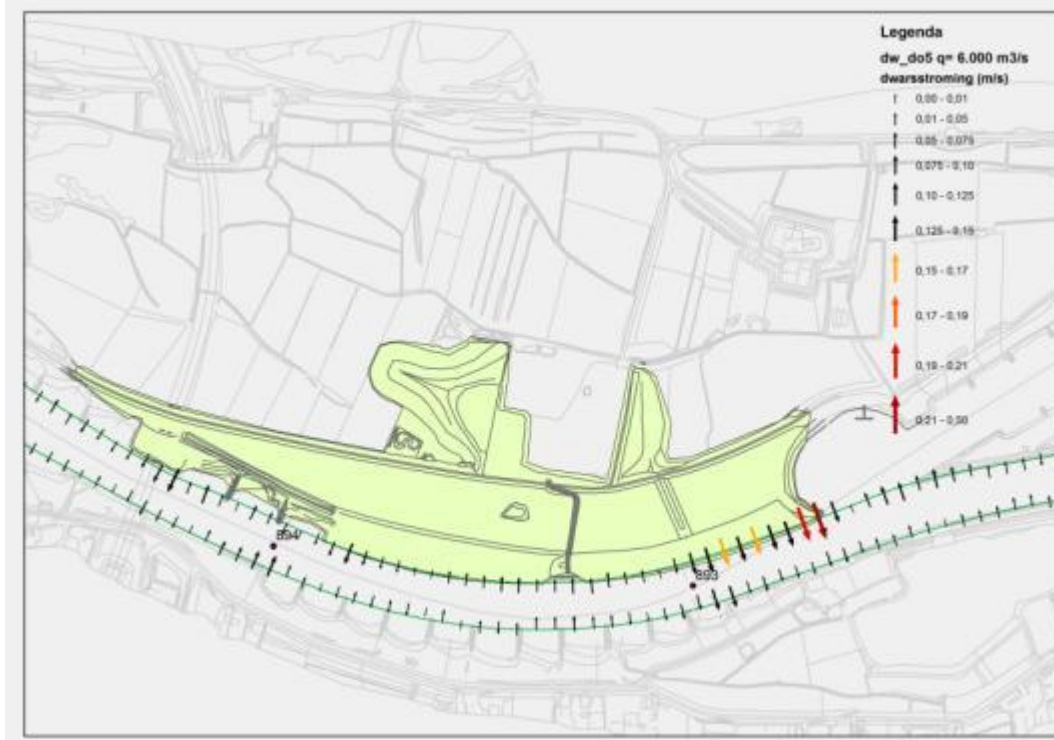 Legenda
dw_do5 q= 6.000 m3/s
dwarsstroming (m/s)
0,00 - 0,01
0,01 - 0,05
0,05 - 0,075
0,075 - 0,10
0,10 - 0,125
0,125 - 0,15
0,15 - 0,17
0,17 - 0,19
0,19 - 0,21
0,21 - 0,50
894
893